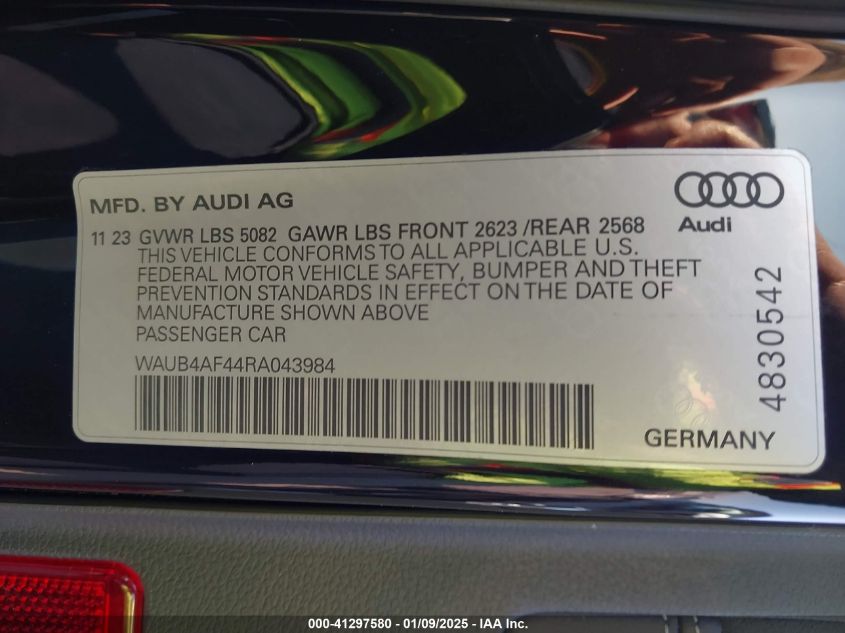 MFD. BY AUDI AG
Audi
11 23 GVWR LBS 5082 GAWR LBS FRONT 2623 /REAR 2568
THIS VEHICLE CONFORMS TO ALL APPLICABLE U.S.
FEDERAL MOTOR VEHICLE SAFETY, BUMPER AND THEFT
PREVENTION STANDARDS IN EFFECT ON THE DATE OF
MANUFACTURE SHOWN ABOVE
PASSENGER CAR
WAUB4AF44RA043984
4830542
GERMANY
000-41297580 - 01/09/2025 - IAA Inc.